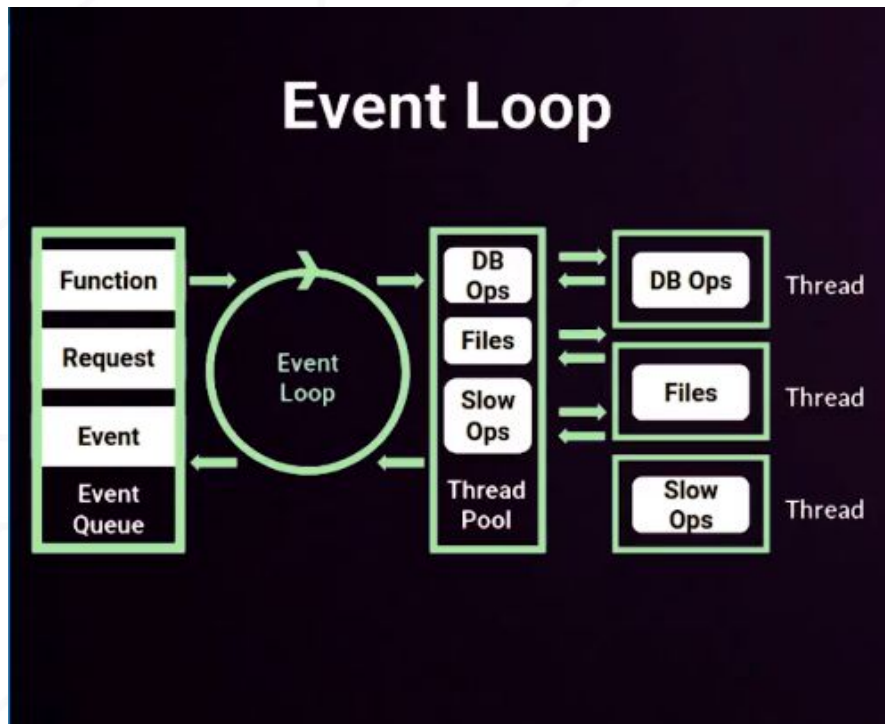 Event Loop
Function
Request
Event
Event
Queue
Event
Loop
DB
Ops
Files
Slow
Ops
Thread
Pool
DB Ops
Thread
Files
Thread
Slow
Ops
Thread